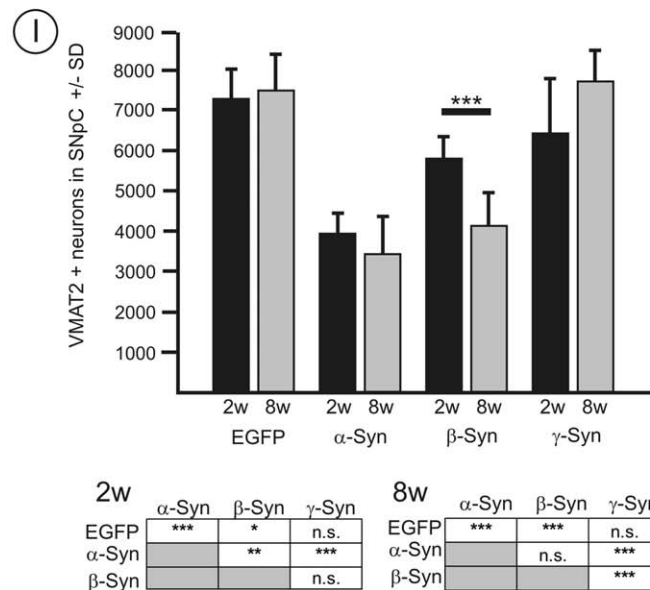 I
VMAT2 + neurons in SNpC +/- SD
9000
8000
7000
6000
5000
4000
3000
2000
1000
***
2w 8w 2w 8w 2w 8w 2w 8w
EGFP α-Syn β-Syn γ-Syn
2w
α-Syn β-Syn γ-Syn
EGFP *** * n.s.
α-Syn ** ***
β-Syn n.s.
8w
α-Syn β-Syn γ-Syn
EGFP *** *** n.s.
α-Syn n.s. ***
β-Syn ***